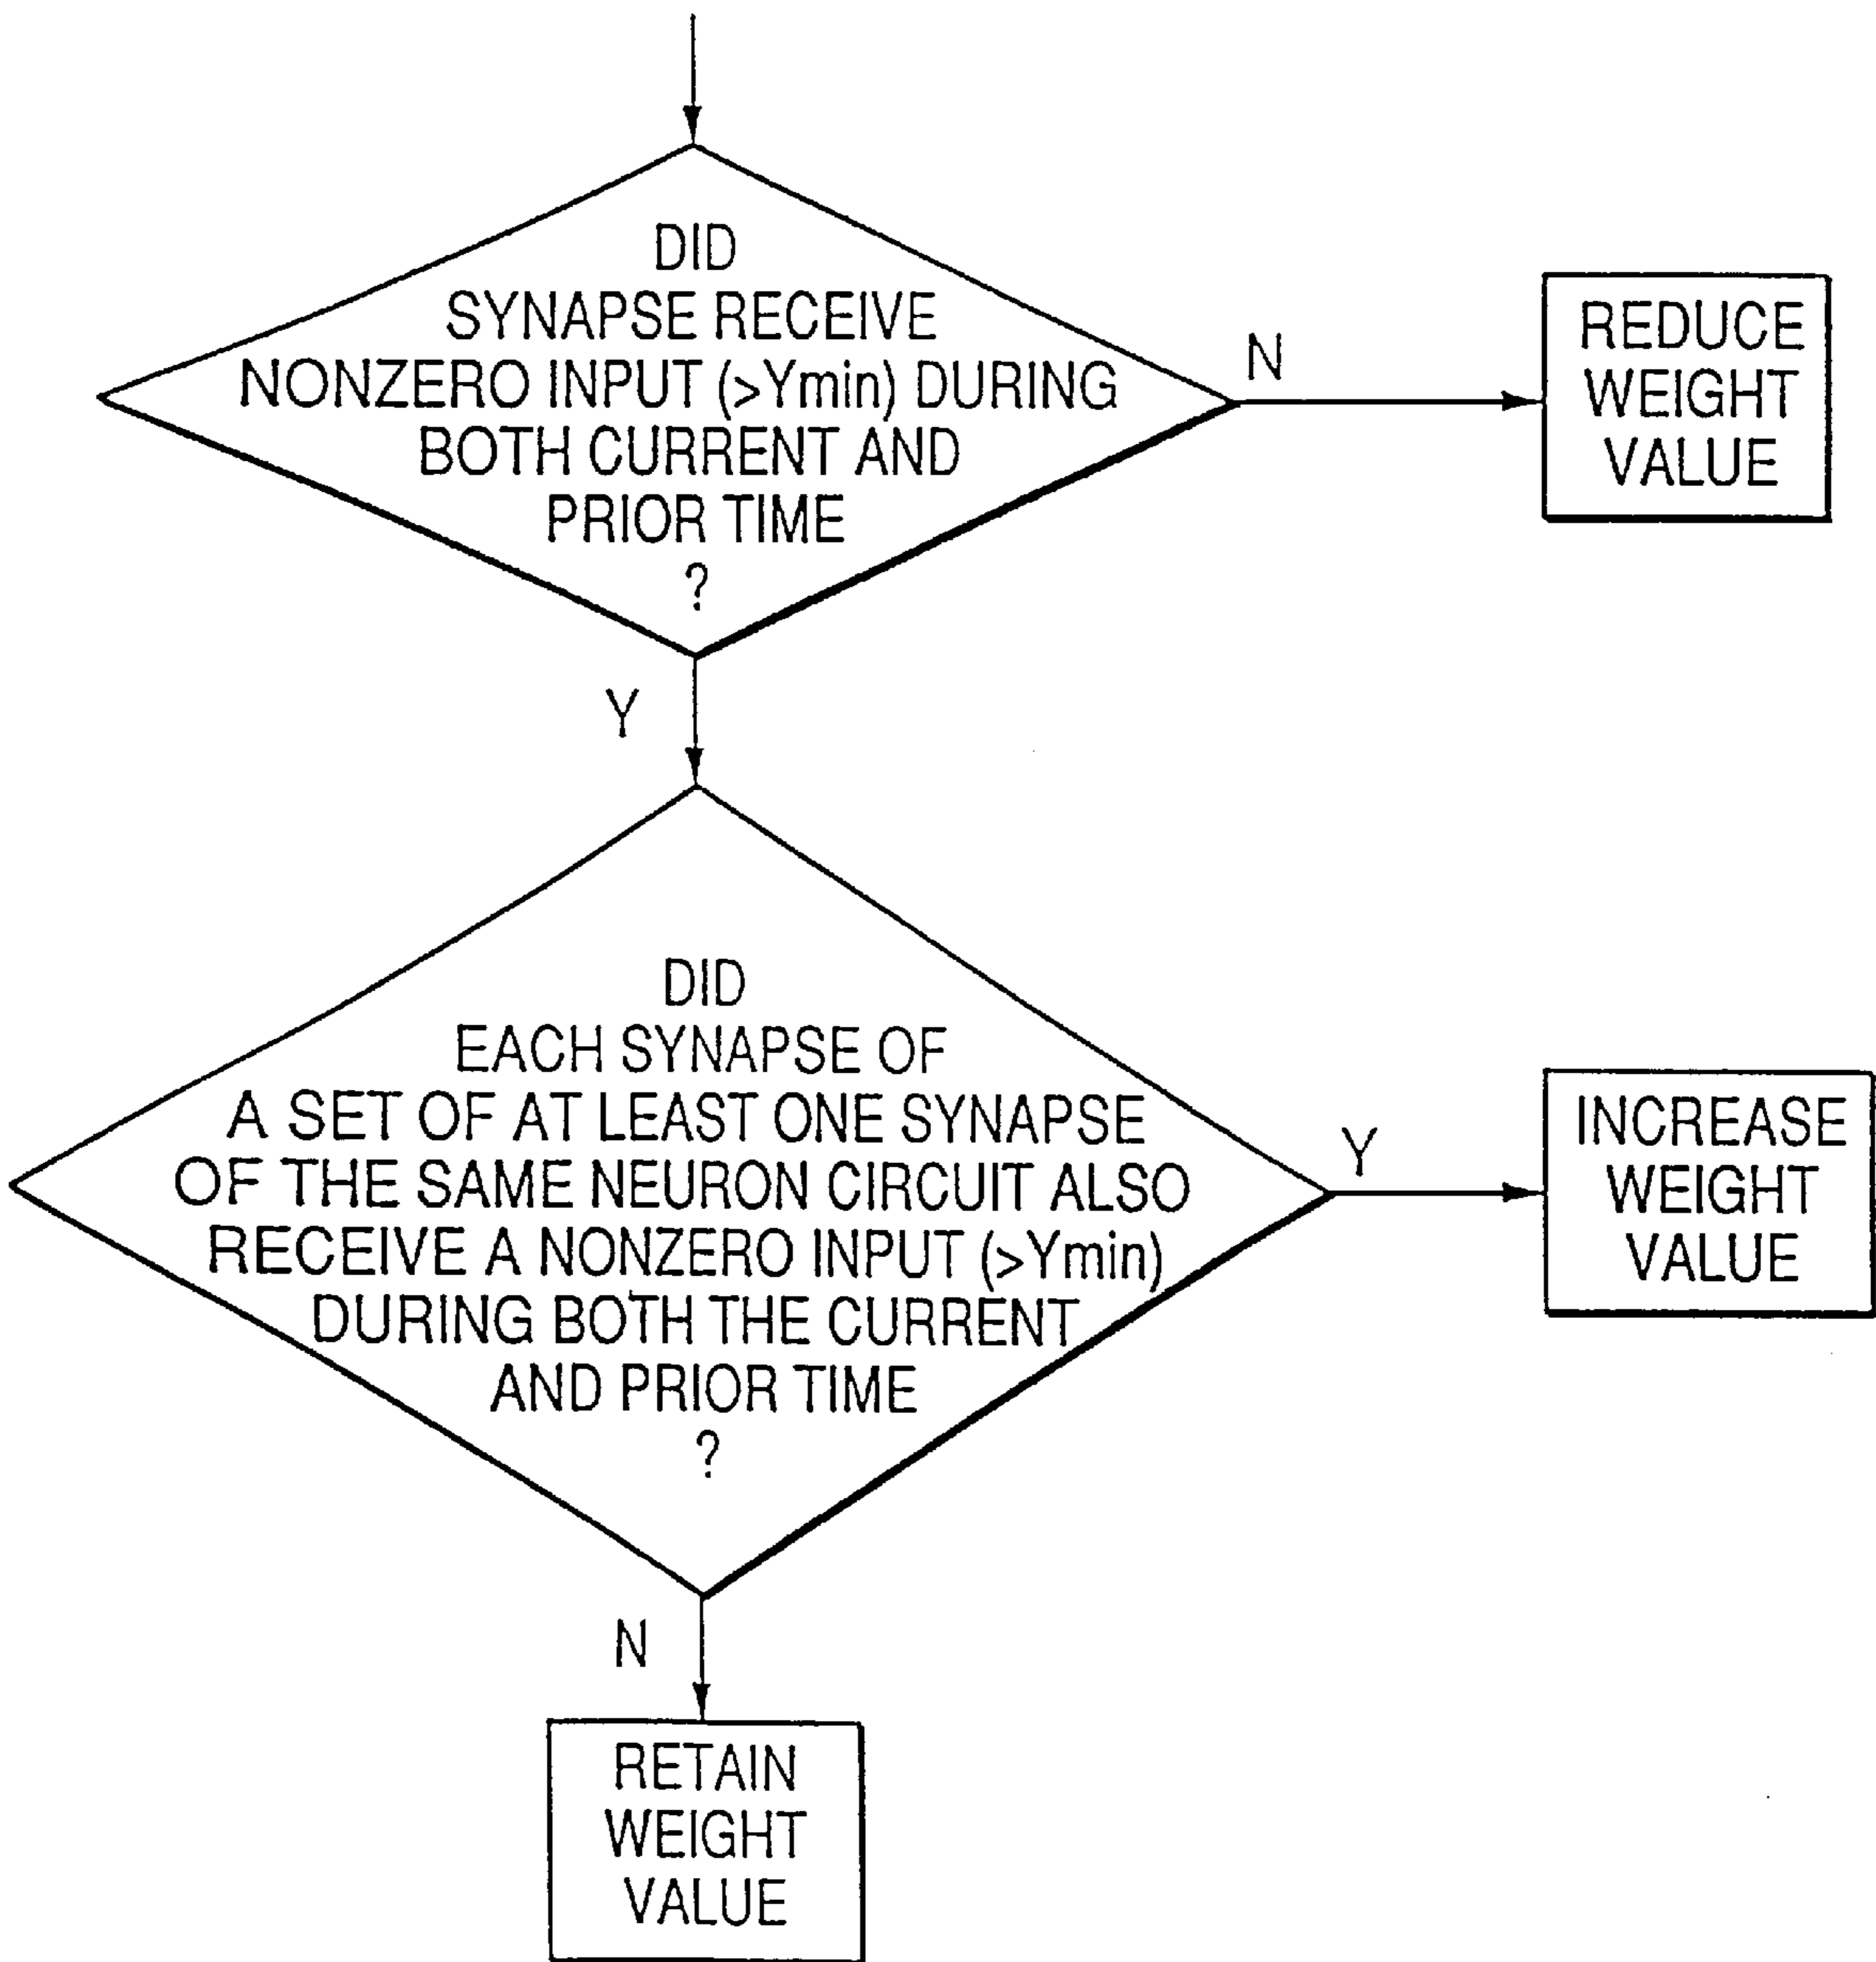 DID
SYNAPSE RECEIVE
NONZERO INPUT (>Ymin) DURING
BOTH CURRENT AND
PRIOR TIME
?
N
REDUCE
WEIGHT
VALUE
Y
DID
EACH SYNAPSE OF
A SET OF AT LEAST ONE SYNAPSE
OF THE SAME NEURON CIRCUIT ALSO
RECEIVE A NONZERO INPUT (>Ymin)
DURING BOTH THE CURRENT
AND PRIOR TIME
?
Y
INCREASE
WEIGHT
VALUE
N
RETAIN
WEIGHT
VALUE